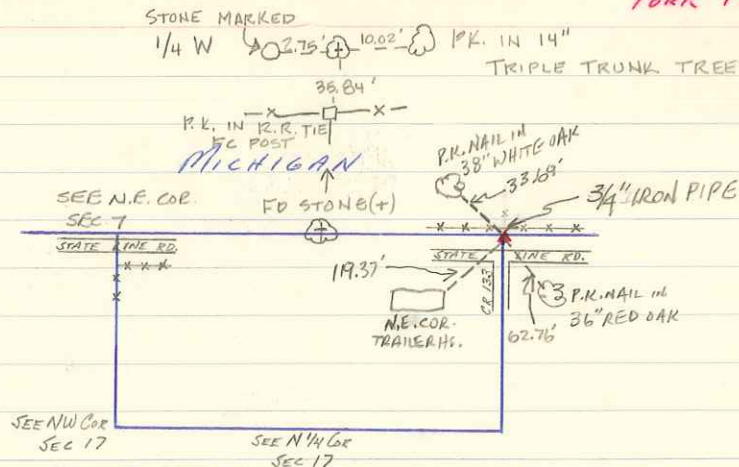 STONE MARKED
1/4 W 2.75' 10.02' P.K. IN 14"
TRIPLE TRUNK TREE
35.84'
P.K. IN R.R. TIE
FC POST
MICHIGAN
P.K. NAIL IN
38" WHITE OAK
33.69'
3/4" IRON PIPE
SEE N.E. COR.
SEC 7
FD STONE(+)
STATE LINE RD.
STATE LINE RD.
119.37'
CR 133
P.K. NAIL IN
36" RED OAK
62.76'
N.E. COR.
TRAILER HS.
SEE NW COR
SEC 17
SEE N 1/4 COR
SEC 17